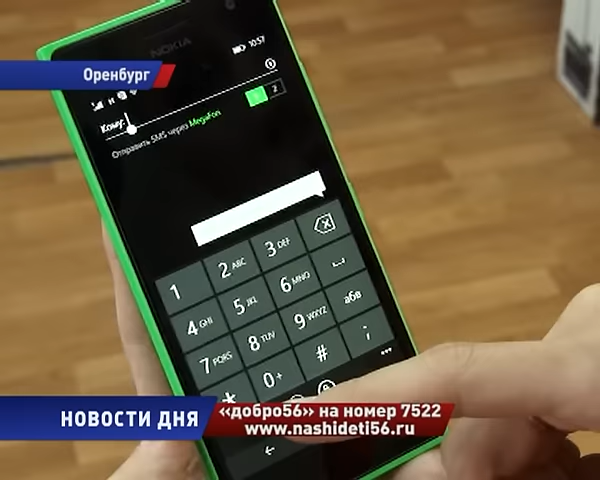 NOKIA
10:57
Оренбург
H
Кому:
1 2
Отправить SMS через MegaFon
1 2 ABC 3 DEF
4 GHI 5 JKL 6 MNO
7 PQRS 8 TUV 9 WXYZ абв
* 0+ # ;
...
НОВОСТИ ДНЯ
«добро56» на номер 7522
www.nashideti56.ru